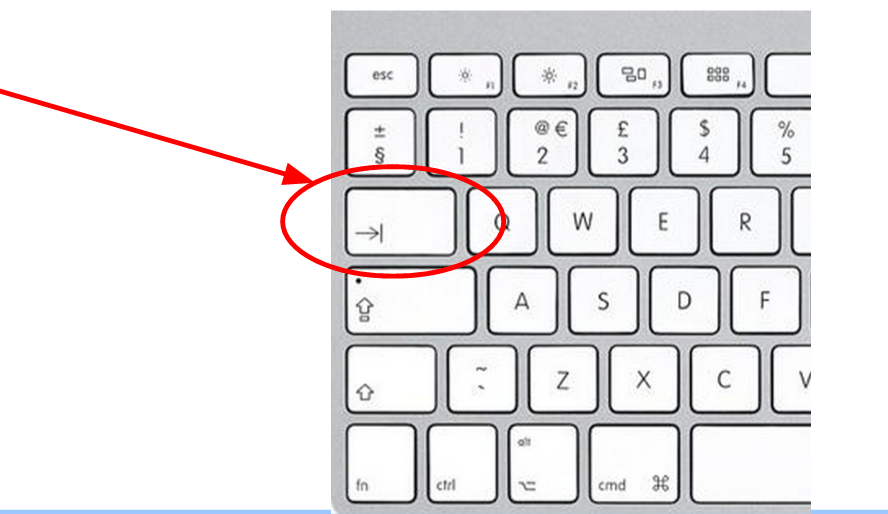 esc F1 F2 F3 F4
± ! @ € £ $ %
§ 1 2 3 4 5
→| Q W E R
A S D F
~
` Z X C V
alt
fn ctrl ⌥ cmd ⌘